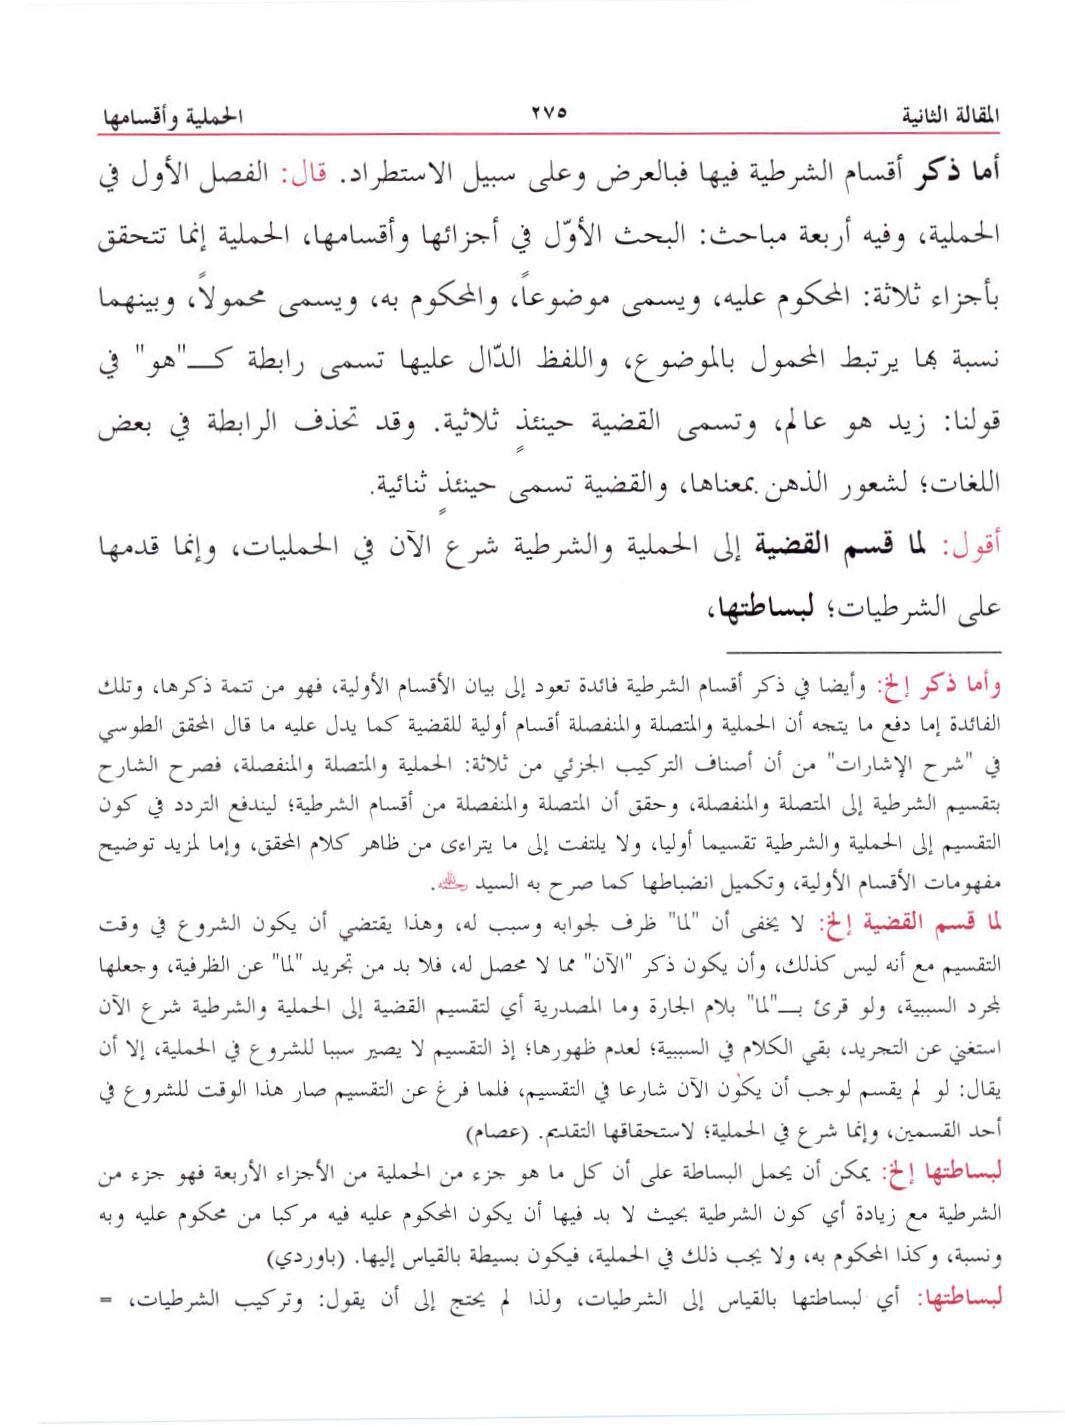 المقالة الثانية ٢٧٥ الحملية وأقسامها
أما ذكر أقسام الشرطية فيها فبالعرض وعلى سبيل الاستطراد. قال: الفصل الأول في
الحملية، وفيه أربعة مباحث: البحث الأوّل في أجزائها وأقسامها، الحملية إنما تتحقق
بأجزاء ثلاثة: المحكوم عليه، ويسمى موضوعاً، والمحكوم به، ويسمى محمولاً، وبينهما
نسبة بها يرتبط المحمول بالموضوع، واللفظ الدّال عليها تسمى رابطة كــ"هو" في
قولنا: زيد هو عالم، وتسمى القضية حينئذٍ ثلاثية. وقد تحذف الرابطة في بعض
اللغات؛ لشعور الذهن بمعناها، والقضية تسمى حينئذٍ ثنائية.
أقول: لما قسم القضية إلى الحملية والشرطية شرع الآن في الحمليات، وإنما قدمها
على الشرطيات؛ لبساطتها،
وأما ذكر إلخ: وأيضا في ذكر أقسام الشرطية فائدة تعود إلى بيان الأقسام الأولية، فهو من تتمة ذكرها، وتلك
الفائدة إما دفع ما يتجه أن الحملية والمتصلة والمنفصلة أقسام أولية للقضية كما يدل عليه ما قال المحقق الطوسي
في "شرح الإشارات" من أن أصناف التركيب الجزئي من ثلاثة: الحملية والمتصلة والمنفصلة، فصرح الشارح
بتقسيم الشرطية إلى المتصلة والمنفصلة، وحقق أن المتصلة والمنفصلة من أقسام الشرطية؛ ليندفع التردد في كون
التقسيم إلى الحملية والشرطية تقسيما أوليا، ولا يلتفت إلى ما يتراءى من ظاهر كلام المحقق، وإما لمزيد توضيح
مفهومات الأقسام الأولية، وتكميل انضباطها كما صرح به السيد رحمه الله.
لما قسم القضية إلخ: لا يخفى أن "لما" ظرف لجوابه وسبب له، وهذا يقتضي أن يكون الشروع في وقت
التقسيم مع أنه ليس كذلك، وأن يكون ذكر "الآن" مما لا محصل له، فلا بد من تجريد "لما" عن الظرفية، وجعلها
لمجرد السببية، ولو قرئ بــ"لما" بلام الجارة وما المصدرية أي لتقسيم القضية إلى الحملية والشرطية شرع الآن
استغني عن التجريد، بقي الكلام في السببية؛ لعدم ظهورها؛ إذ التقسيم لا يصير سببا للشروع في الحملية، إلا أن
يقال: لو لم يقسم لوجب أن يكون الآن شارعا في التقسيم، فلما فرغ عن التقسيم صار هذا الوقت للشروع في
أحد القسمين، وإنما شرع في الحملية؛ لاستحقاقها التقديم. (عصام)
لبساطتها إلخ: يمكن أن يحمل البساطة على أن كل ما هو جزء من الحملية من الأجزاء الأربعة فهو جزء من
الشرطية مع زيادة أي كون الشرطية بحيث لا بد فيها أن يكون المحكوم عليه فيه مركبا من محكوم عليه وبه
ونسبة، وكذا المحكوم به، ولا يجب ذلك في الحملية، فيكون بسيطة بالقياس إليها. (باوردي)
لبساطتها: أي لبساطتها بالقياس إلى الشرطيات، ولذا لم يحتج إلى أن يقول: وتركيب الشرطيات، =